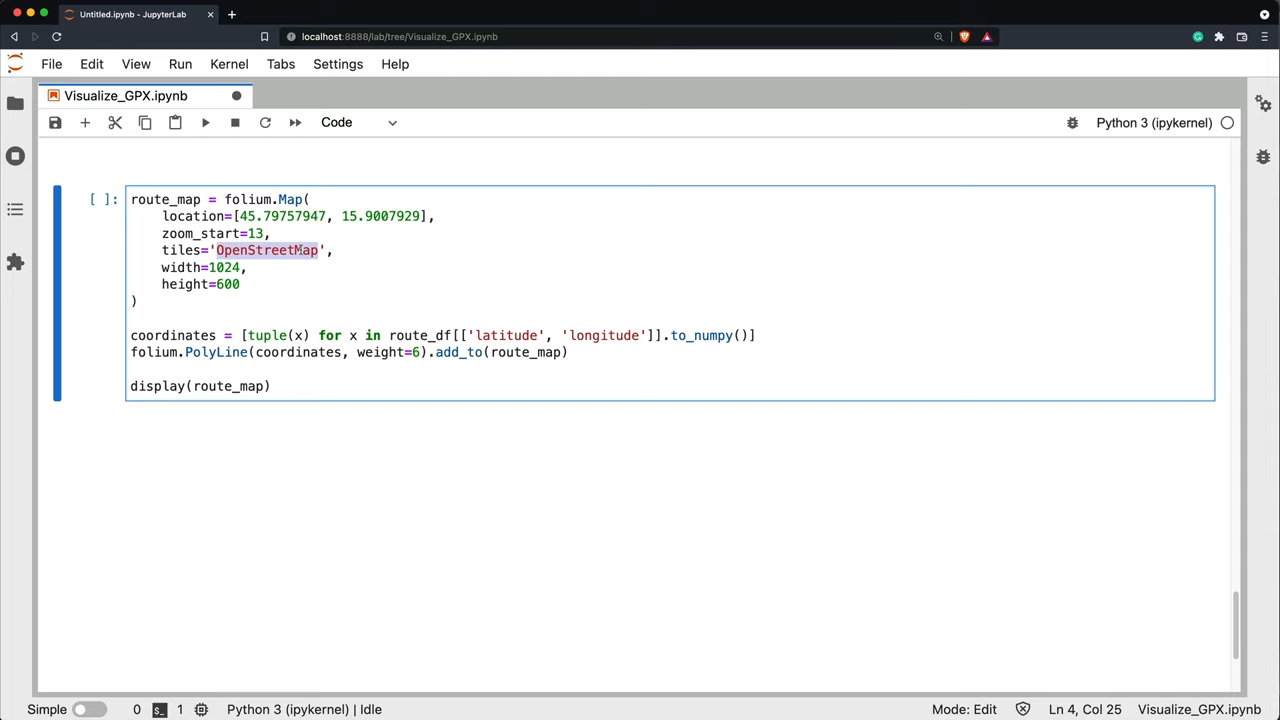 Untitled.ipynb - JupyterLab
localhost:8888/lab/tree/Visualize_GPX.ipynb
File Edit View Run Kernel Tabs Settings Help
Visualize_GPX.ipynb
Code
Python 3 (ipykernel)
[ ]:
route_map = folium.Map(
    location=[45.79757947, 15.9007929],
    zoom_start=13,
    tiles='OpenStreetMap',
    width=1024,
    height=600
)
coordinates = [tuple(x) for x in route_df[['latitude', 'longitude']].to_numpy()]
folium.PolyLine(coordinates, weight=6).add_to(route_map)
display(route_map)
Simple 0 $_ 1 Python 3 (ipykernel) | Idle Mode: Edit Ln 4, Col 25 Visualize_GPX.ipynb